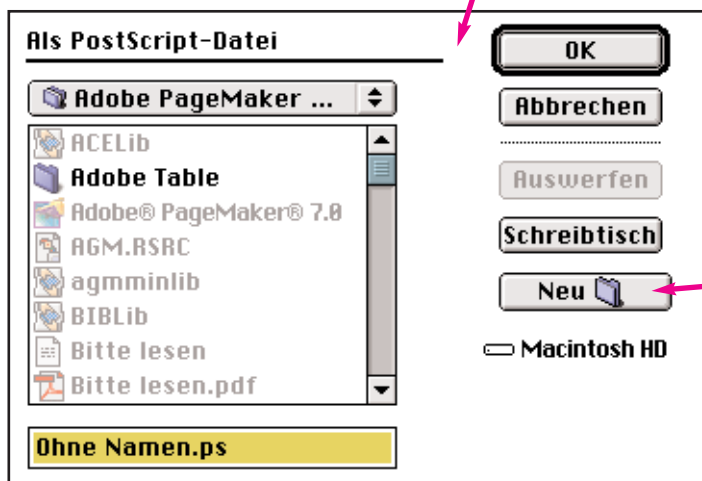 Als PostScript-Datei
Adobe PageMaker ...
ACELib
Adobe Table
Adobe® PageMaker® 7.0
AGM.RSRC
agmminlib
BIBLib
Bitte lesen
Bitte lesen.pdf
Ohne Namen.ps
OK
Abbrechen
Auswerfen
Schreibtisch
Neu
Macintosh HD